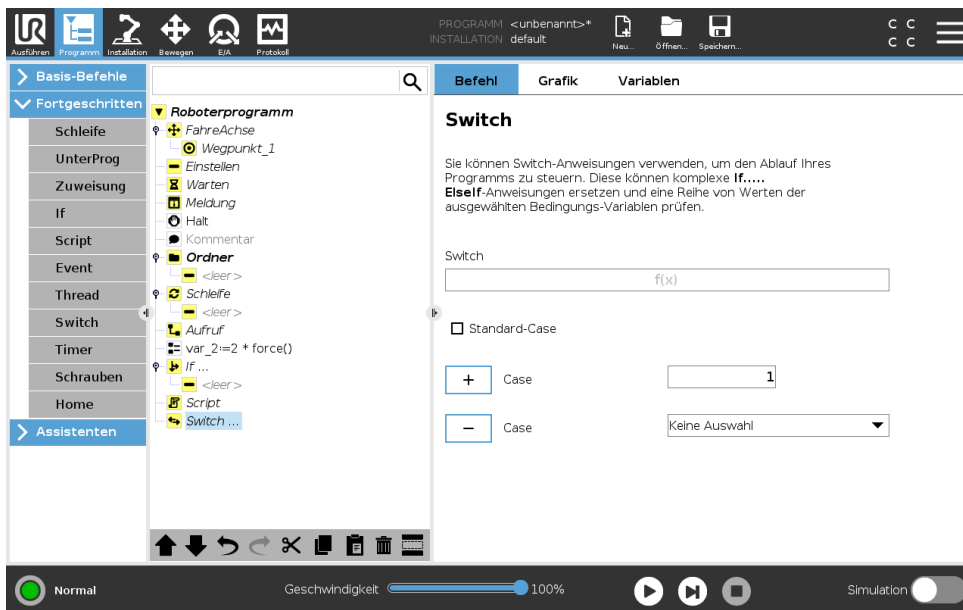 PROGRAMM <unbenannt>*
INSTALLATION default
C C
C C
Ausführen Programm Installation Bewegen E/A Protokoll Neu... Öffnen... Speichern...
Basis-Befehle
Fortgeschritten
Schleife
UnterProg
Zuweisung
If
Script
Event
Thread
Switch
Timer
Schrauben
Home
Assistenten
Roboterprogramm
FahreAchse
Wegpunkt_1
Einstellen
Warten
Meldung
Halt
Kommentar
Ordner
<leer>
Schleife
<leer>
Aufruf
var_2≔2 * force()
If ...
<leer>
Script
Switch ...
Befehl Grafik Variablen
Switch
Sie können Switch-Anweisungen verwenden, um den Ablauf Ihres
Programms zu steuern. Diese können komplexe If.....
ElseIf-Anweisungen ersetzen und eine Reihe von Werten der
ausgewählten Bedingungs-Variablen prüfen.
Switch
f(x)
Standard-Case
+ Case 1
− Case Keine Auswahl
Normal Geschwindigkeit 100% Simulation